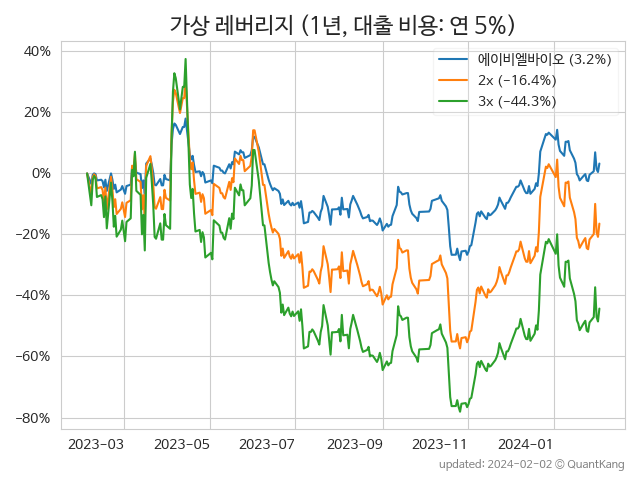 가상 레버리지 (1년, 대출 비용: 연 5%)
에이비엘바이오 (3.2%)
2x (−16.4%)
3x (−44.3%)
40%
20%
0%
−20%
−40%
−60%
−80%
2023-03 2023-05 2023-07 2023-09 2023-11 2024-01
updated: 2024-02-02 © QuantKang